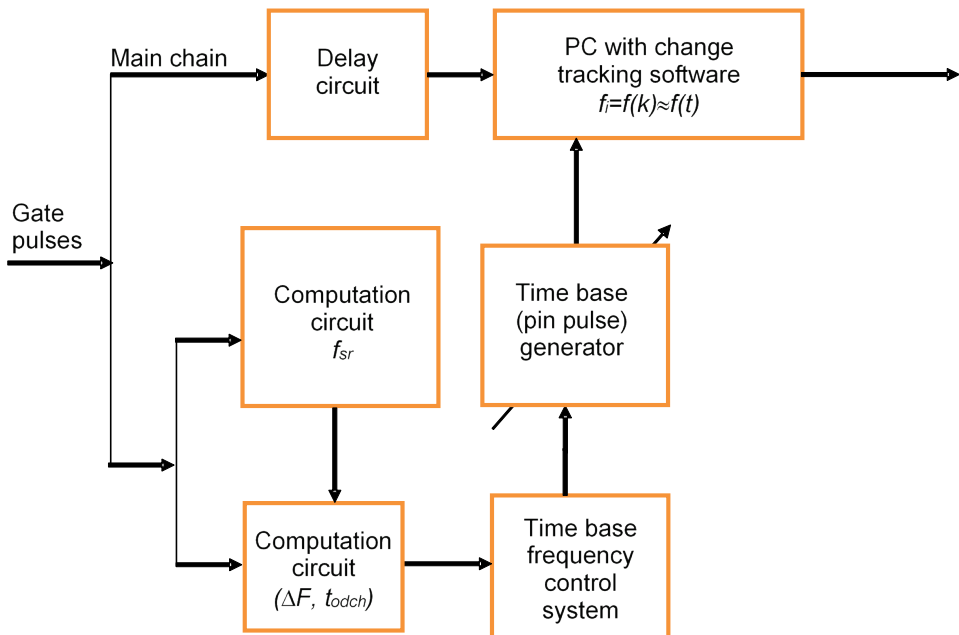 Main chain
Delay
circuit
PC with change
tracking software
fᵢ=f(k)≈f(t)
Gate
pulses
Computation
circuit
fₛᵣ
Time base
(pin pulse)
generator
Computation
circuit
(ΔF, t_odch)
Time base
frequency
control
system